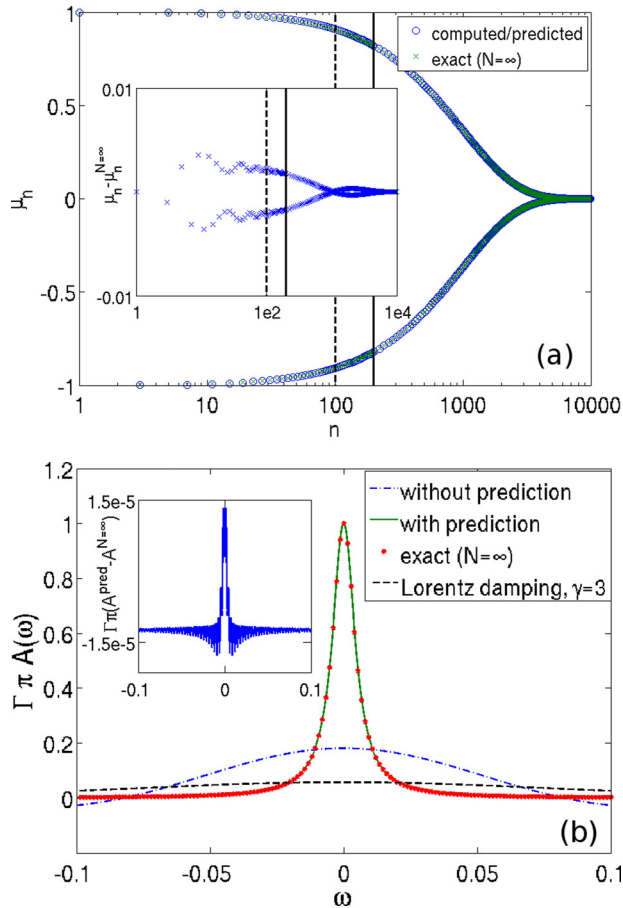 1
0.5
0
-0.5
-1
μn
1
10
100
1000
10000
n
computed/predicted
exact (N=∞)
0.01
-0.01
μn-μnN=∞
1
1e2
1e4
(a)
1.2
1
0.8
0.6
0.4
0.2
0
Γ π A(ω)
-0.1
-0.05
0
0.05
0.1
ω
without prediction
with prediction
exact (N=∞)
Lorentz damping, γ=3
1.5e-5
-1.5e-5
Γπ(Apred-AN=∞)
-0.1
0
0.1
(b)